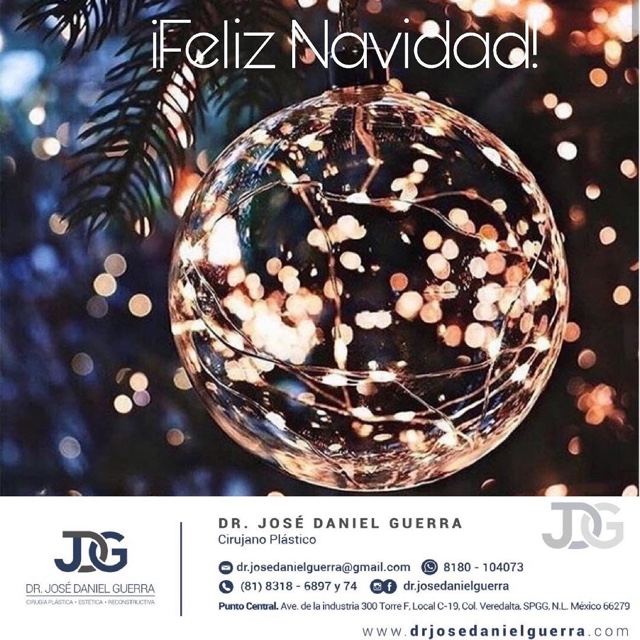 ¡Feliz Navidad!
JDG
DR. JOSÉ DANIEL GUERRA
Cirujano Plástico
JDG
DR. JOSÉ DANIEL GUERRA
CIRUGÍA PLÁSTICA • ESTÉTICA • RECONSTRUCTIVA
dr.josedanielguerra@gmail.com 8180 - 104073
(81) 8318 - 6897 y 74 dr.josedanielguerra
Punto Central. Ave. de la industria 300 Torre F, Local C-19, Col. Veredalta, SPGG, N.L. México 66279
www.drjosedanielguerra.com